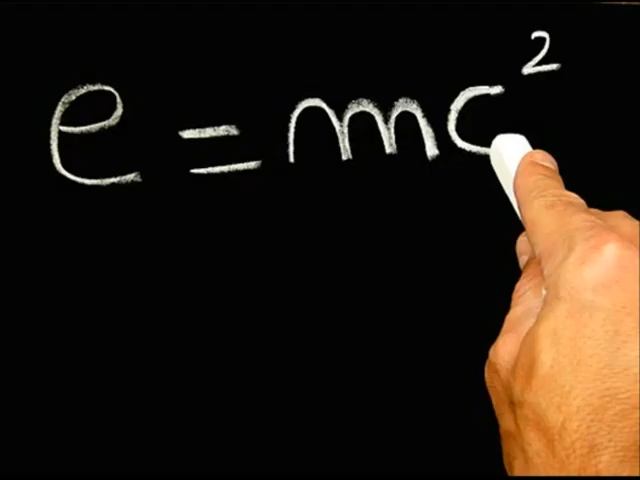 e = mc²